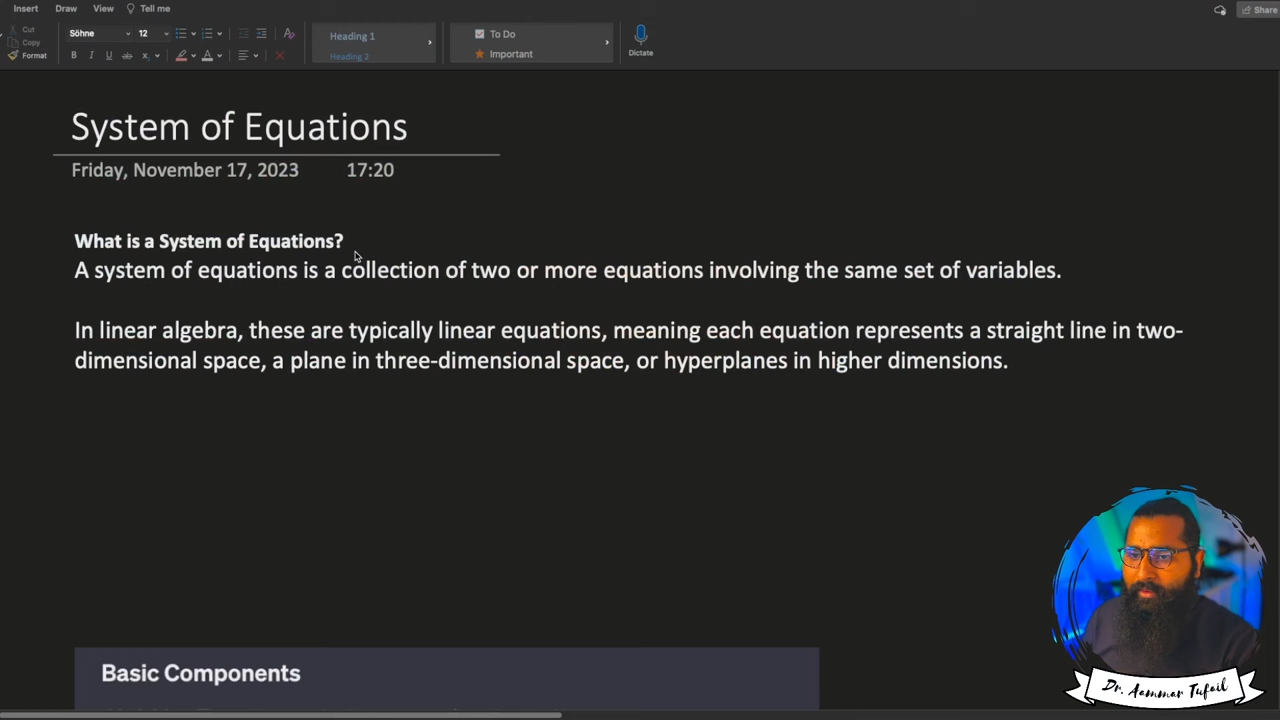 Insert Draw View Tell me Share
Cut Söhne 12 Heading 1 To Do
Copy
Format B I U ab x Heading 2 Important Dictate
System of Equations
Friday, November 17, 2023 17:20
What is a System of Equations?
A system of equations is a collection of two or more equations involving the same set of variables.
In linear algebra, these are typically linear equations, meaning each equation represents a straight line in two-
dimensional space, a plane in three-dimensional space, or hyperplanes in higher dimensions.
Basic Components
Dr. Aammar Tufail